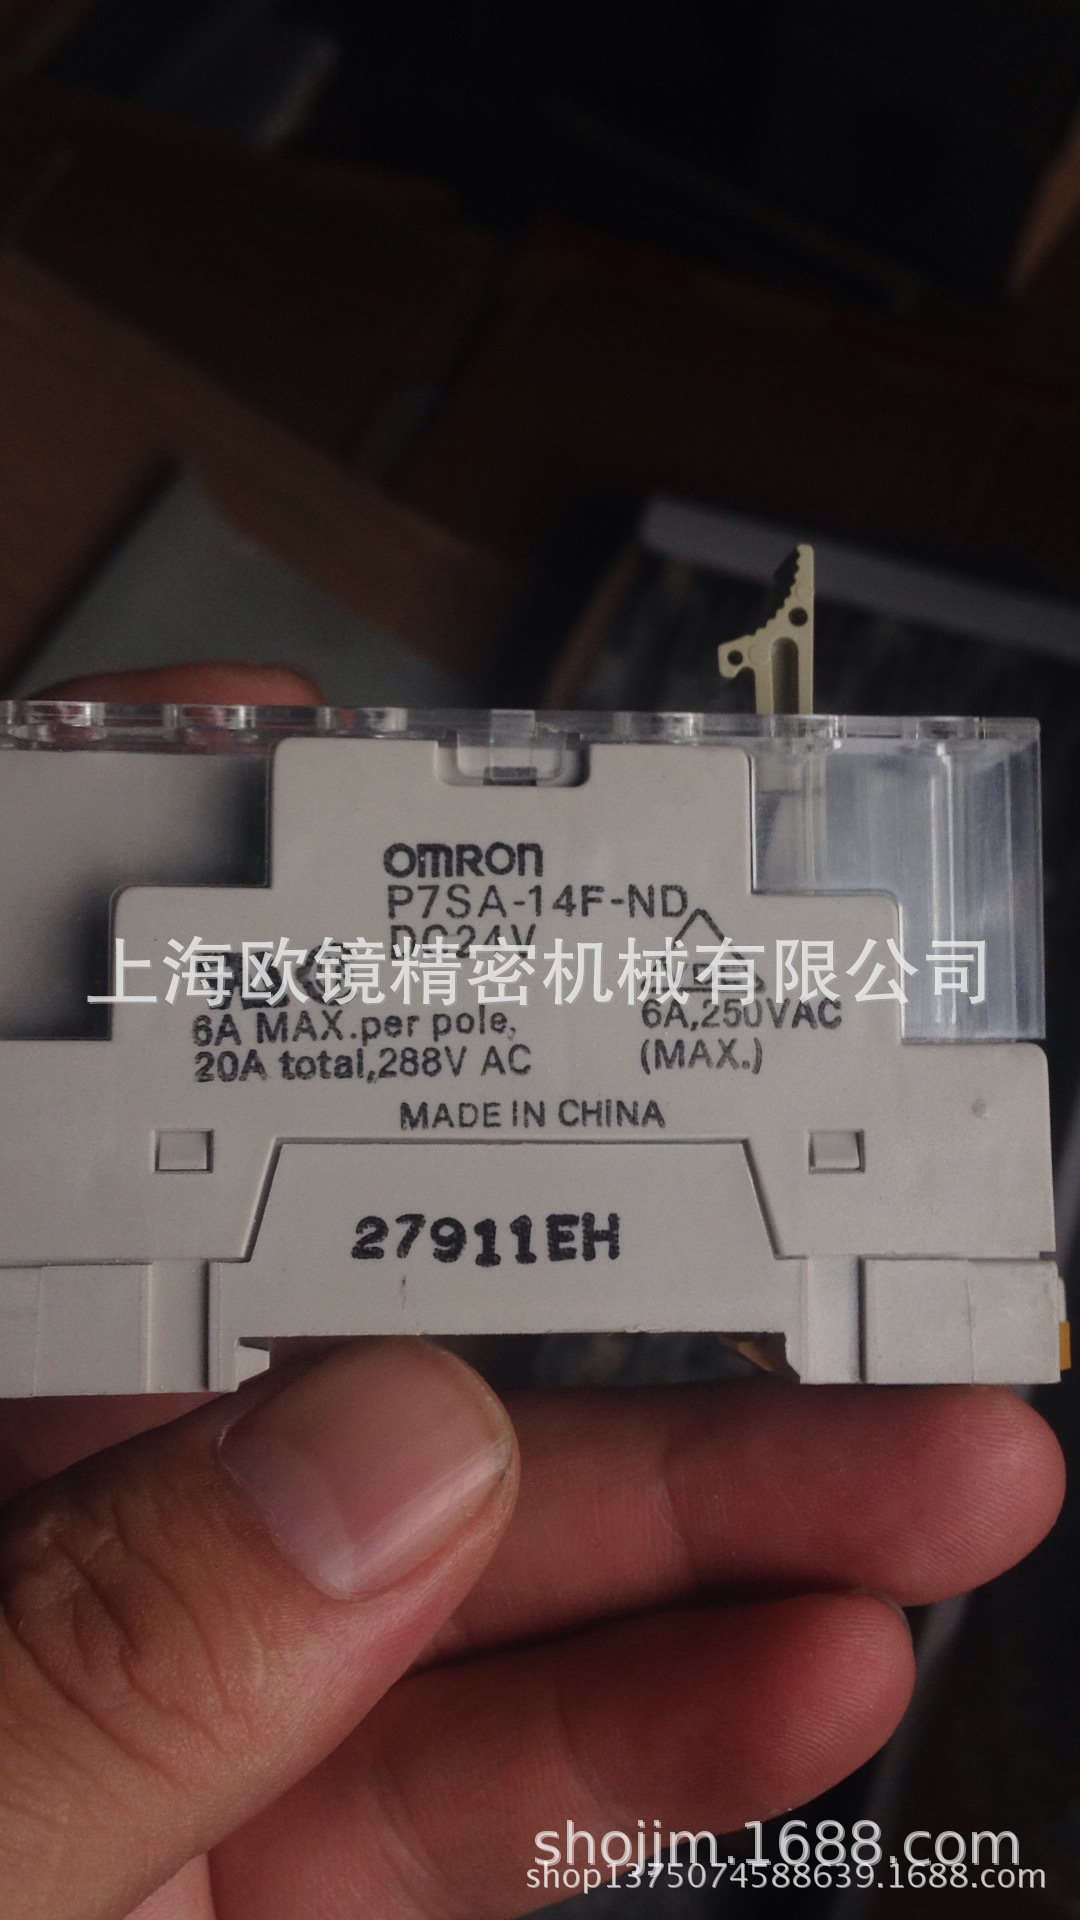 OMRON
P7SA-14F-ND
DC24V
上海欧镜精密机械有限公司
6A MAX.per pole,
20A total,288V AC
6A,250VAC
(MAX.)
MADE IN CHINA
27911EH
shojjm.1688.com
shop1375074588639.1688.com